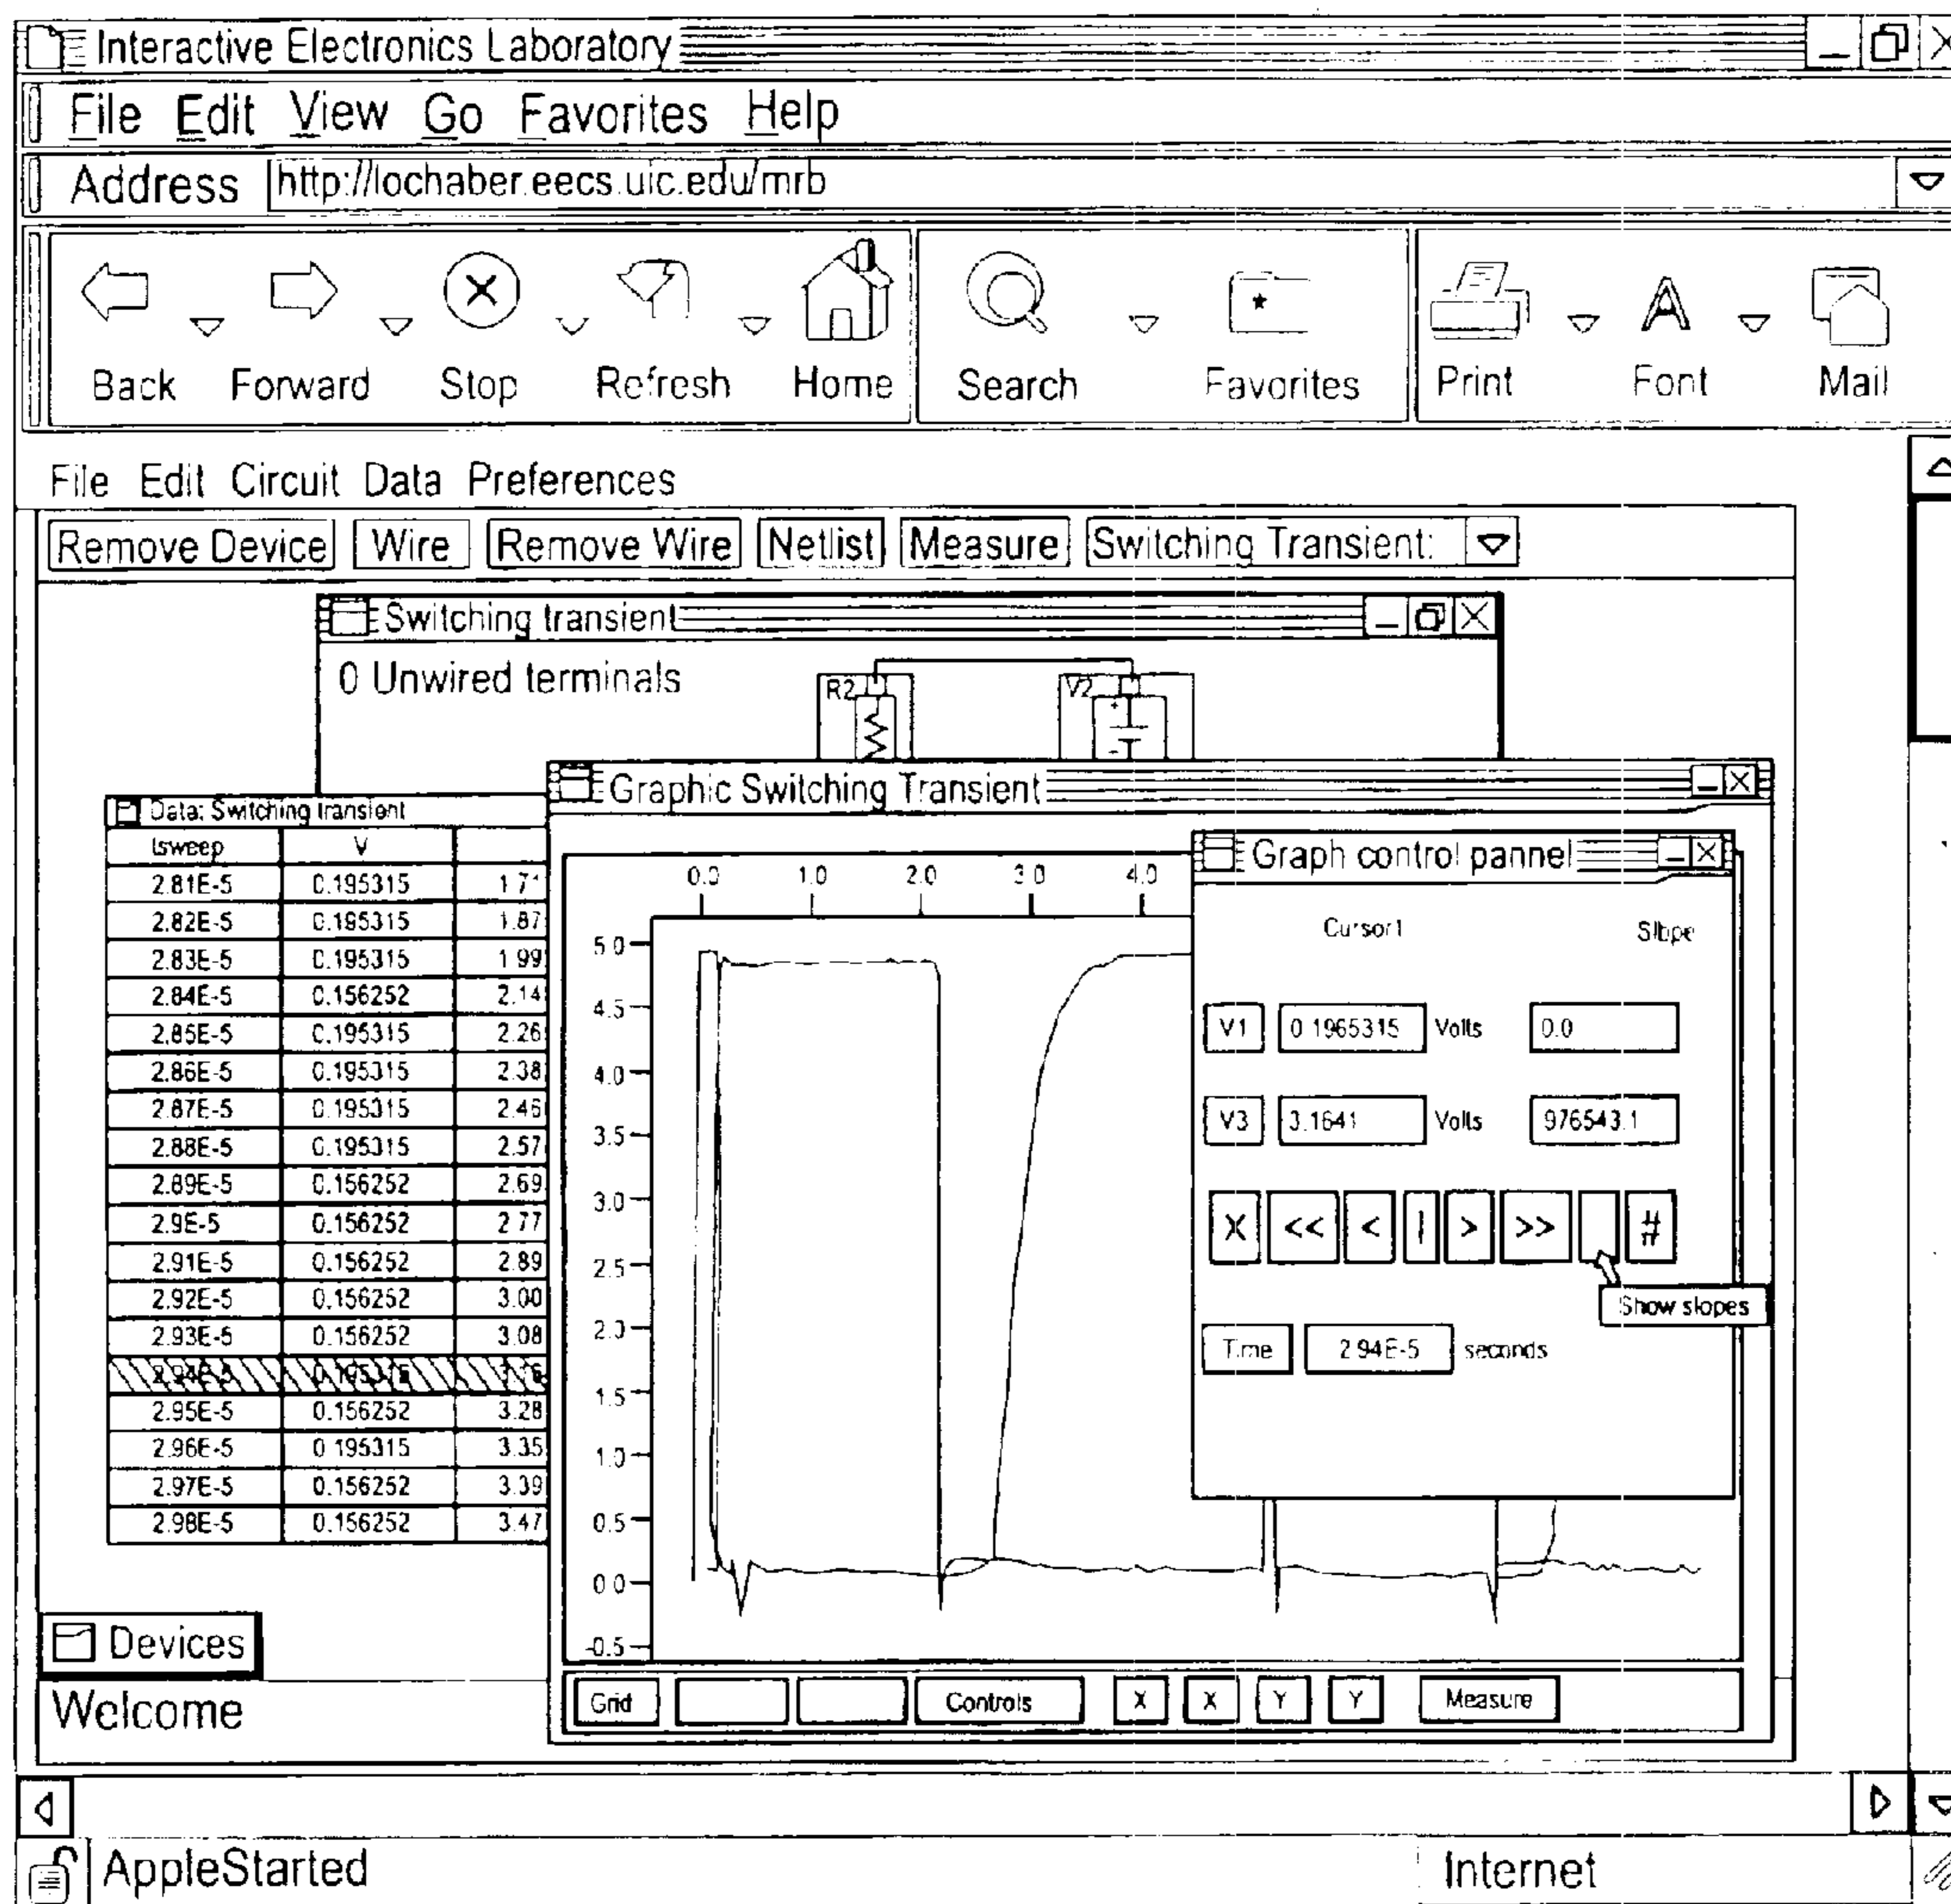 Interactive Electronics Laboratory
File Edit View Go Favorites Help
Address http://lochaber.eecs.uic.edu/mrb
Back Forward Stop Refresh Home Search Favorites Print Font Mail
File Edit Circuit Data Preferences
Remove Device Wire Remove Wire Netlist Measure Switching Transient:
Switching transient
0 Unwired terminals
R2 V2
+
-
Graphic Switching Transient
Data: Switching transient
tsweep V
2.81E-5 0.195315 1.71
2.82E-5 0.195315 1.87
2.83E-5 0.195315 1.99
2.84E-5 0.156252 2.14
2.85E-5 0.195315 2.26
2.86E-5 0.195315 2.38
2.87E-5 0.195315 2.46
2.88E-5 0.195315 2.57
2.89E-5 0.156252 2.69
2.9E-5 0.156252 2.77
2.91E-5 0.156252 2.89
2.92E-5 0.156252 3.00
2.93E-5 0.156252 3.08
2.94E-5 0.195315 3.16
2.95E-5 0.156252 3.28
2.96E-5 0.195315 3.35
2.97E-5 0.156252 3.39
2.98E-5 0.156252 3.47
0.0 1.0 2.0 3.0 4.0
5.0
4.5
4.0
3.5
3.0
2.5
2.0
1.5
1.0
0.5
0.0
-0.5
Graph control pannel
Cursor1 Slope
V1 0.1965315 Volts 0.0
V3 3.1641 Volts 976543.1
X << < | > >> #
Show slopes
Time 2.94E-5 seconds
Grid Controls X X Y Y Measure
Devices
Welcome
AppleStarted Internet